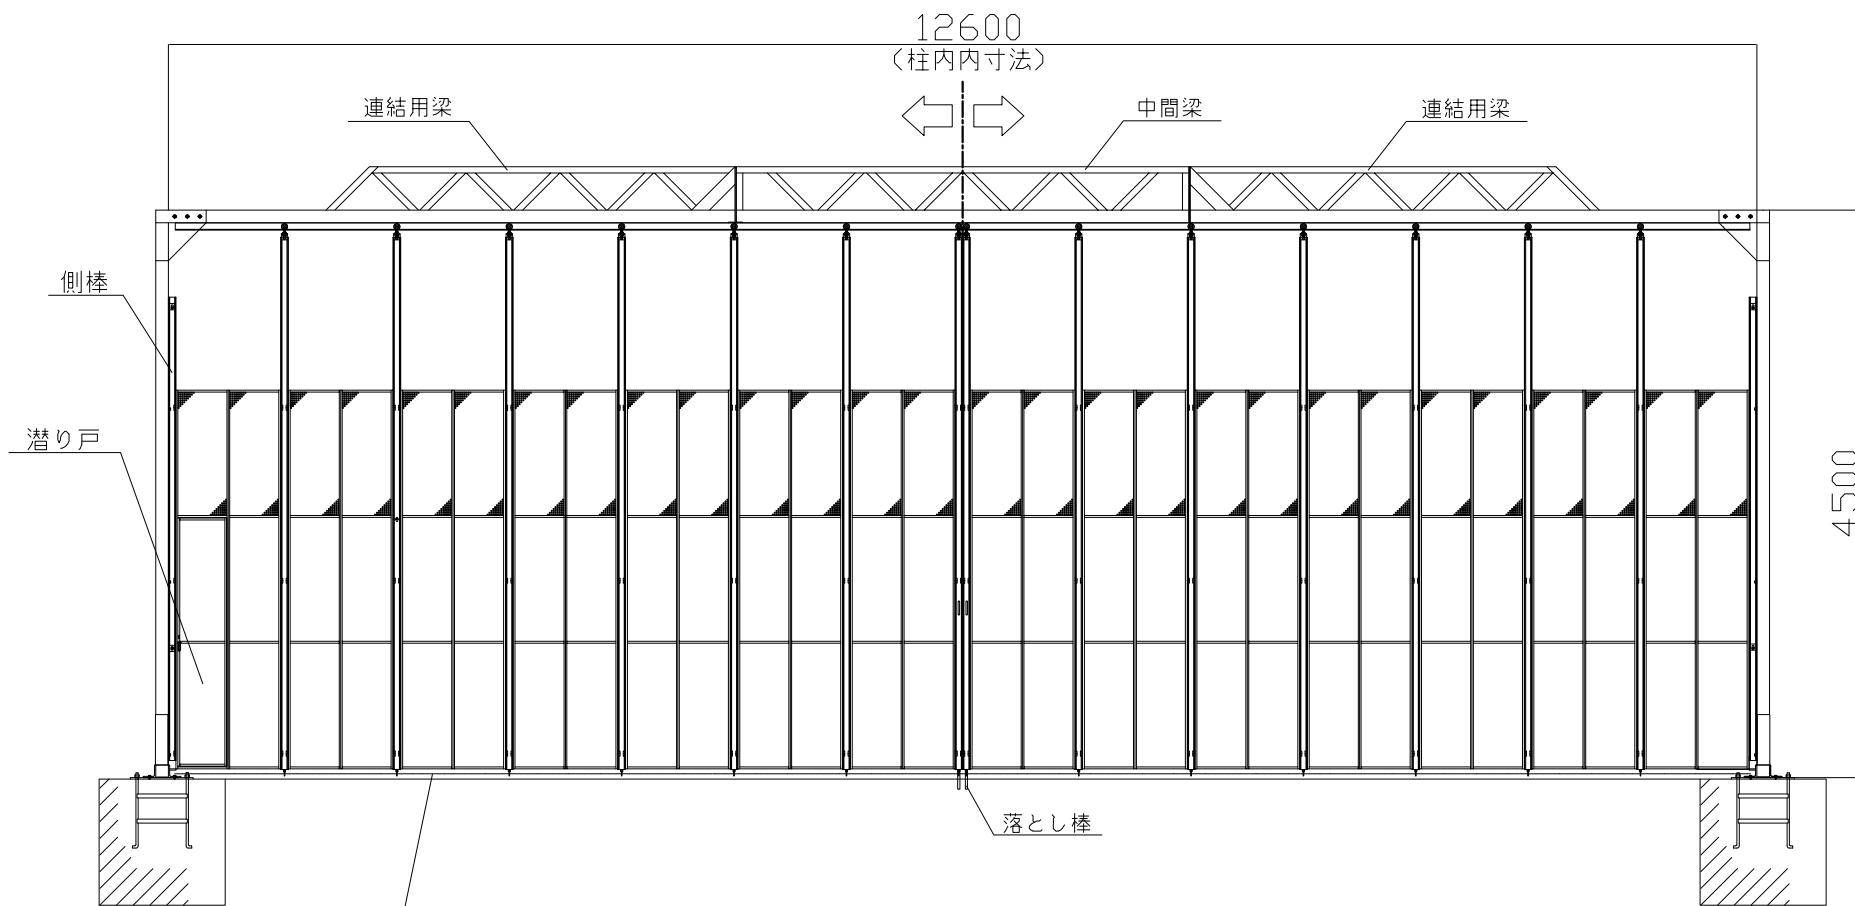 12600
(柱内内寸法)
連結用梁
中間梁
連結用梁
側棒
潜り戸
4500
落とし棒